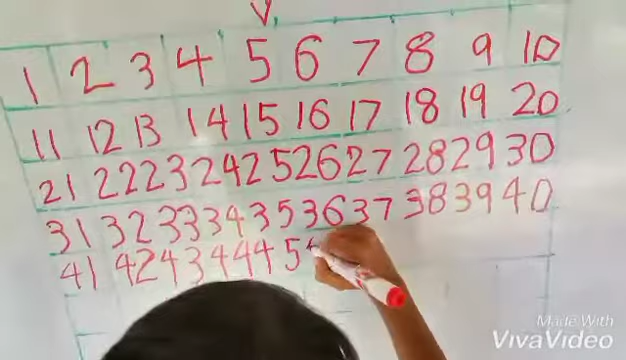 V
1 2 3 4 5 6 7 8 9 10
11 12 13 14 15 16 17 18 19 20
21 22 23 24 25 26 27 28 29 30
31 32 33 34 35 36 37 38 39 40
41 42 43 44 45
Made With
VivaVideo